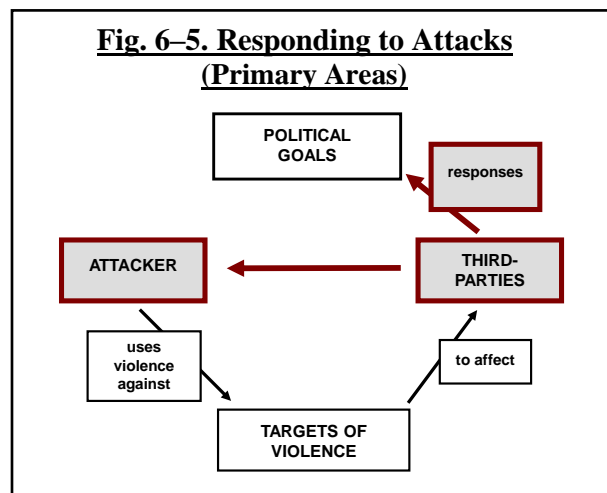 Fig. 6–5. Responding to Attacks
(Primary Areas)
POLITICAL
GOALS
responses
ATTACKER
THIRD-
PARTIES
uses
violence
against
to affect
TARGETS OF
VIOLENCE